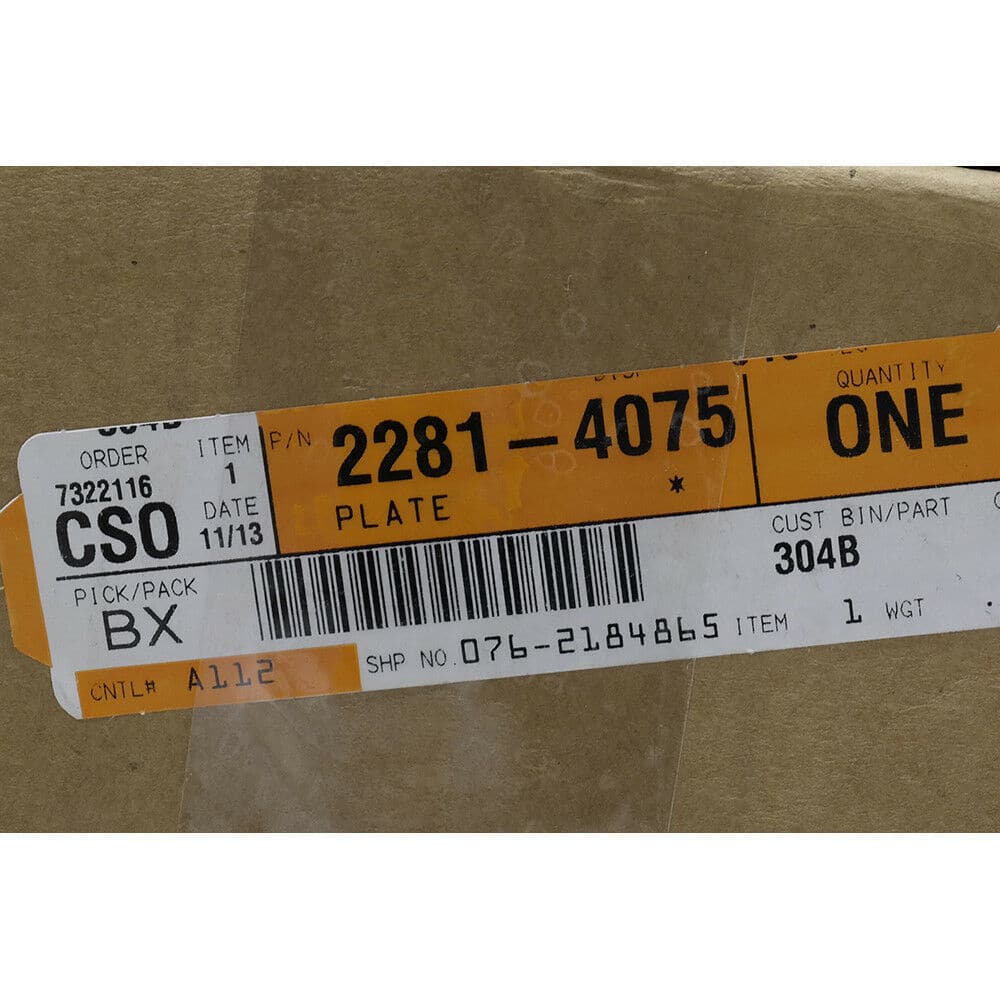 ORDER
7322116
CSO
ITEM
1
DATE
11/13
P/N 2281-4075
PLATE *
QUANTITY
ONE
PICK/PACK
BX
CUST BIN/PART
304B
CNTL# A112
SHP NO. 076-2184865 ITEM 1 WGT